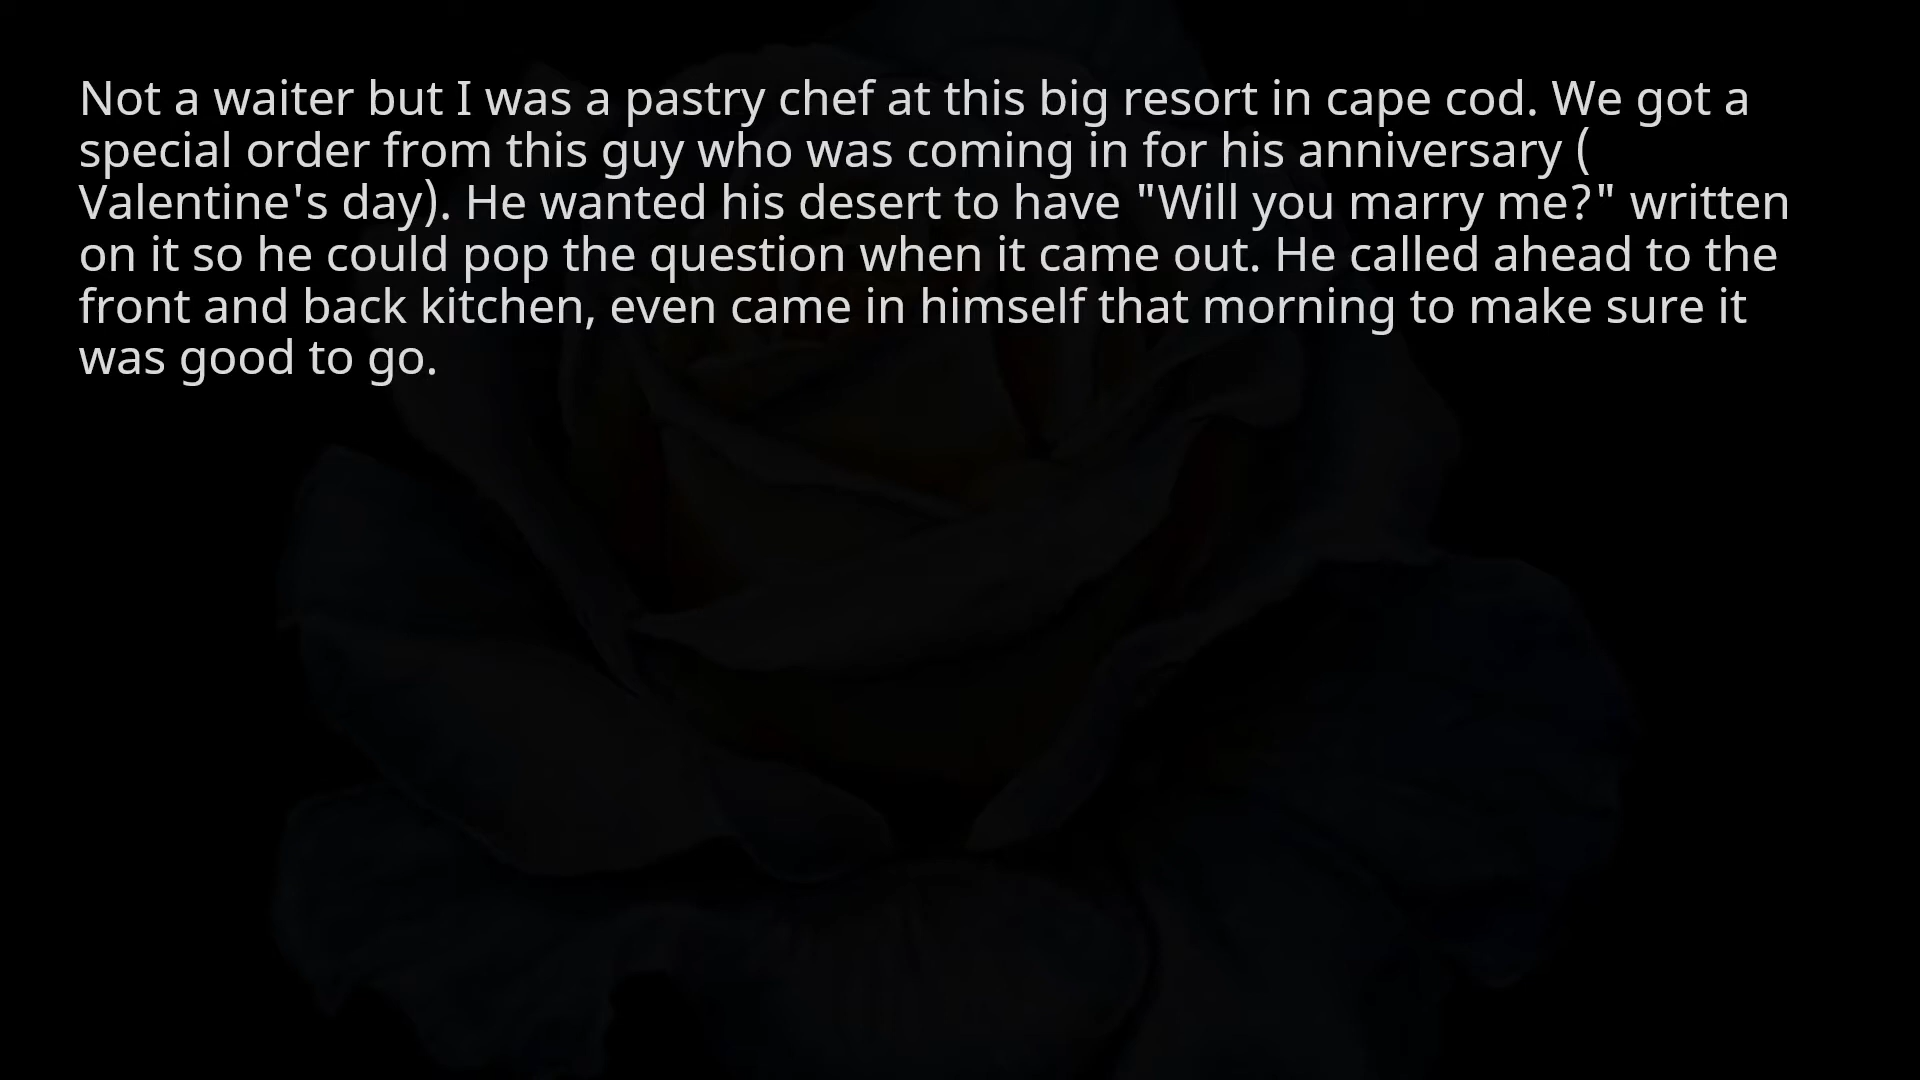 Not a waiter but I was a pastry chef at this big resort in cape cod. We got a
special order from this guy who was coming in for his anniversary (
Valentine's day). He wanted his desert to have "Will you marry me?" written
on it so he could pop the question when it came out. He called ahead to the
front and back kitchen, even came in himself that morning to make sure it
was good to go.